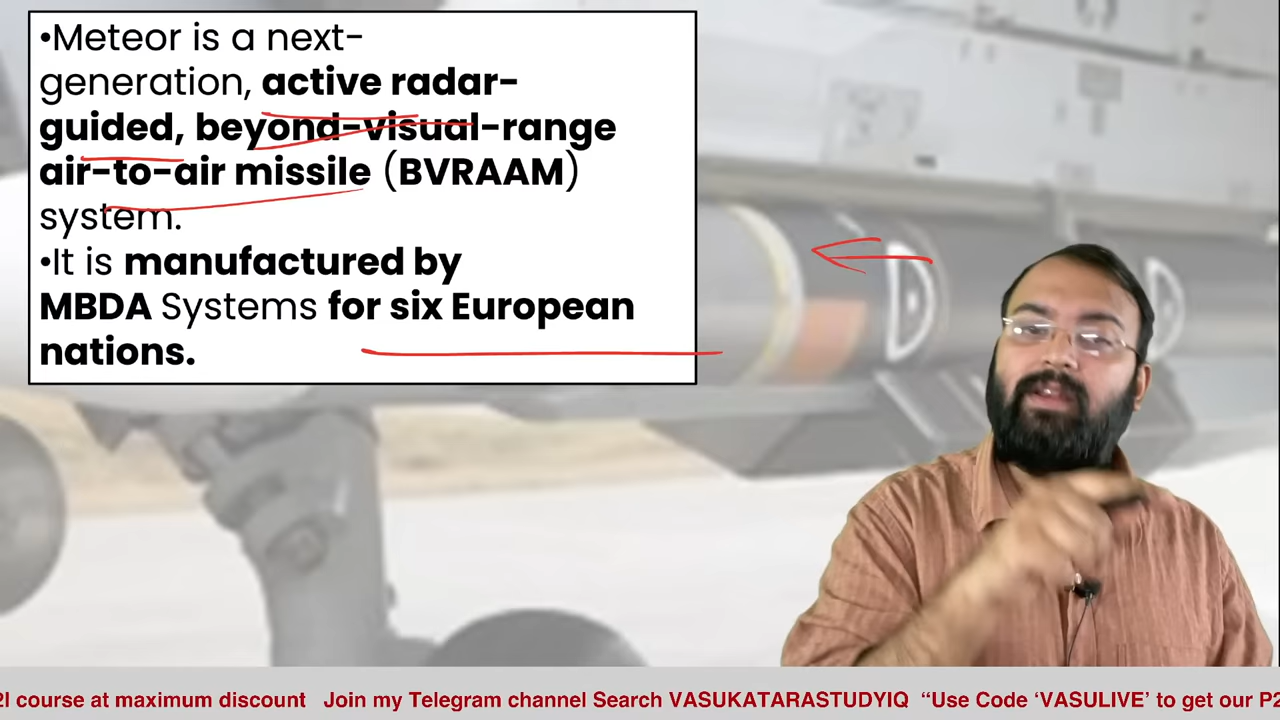 •Meteor is a next-
generation, active radar-
guided, beyond-visual-range
air-to-air missile (BVRAAM)
system.
•It is manufactured by
MBDA Systems for six European
nations.
course at maximum discount Join my Telegram channel Search VASUKATARASTUDYIQ “Use Code ‘VASULIVE’ to get our